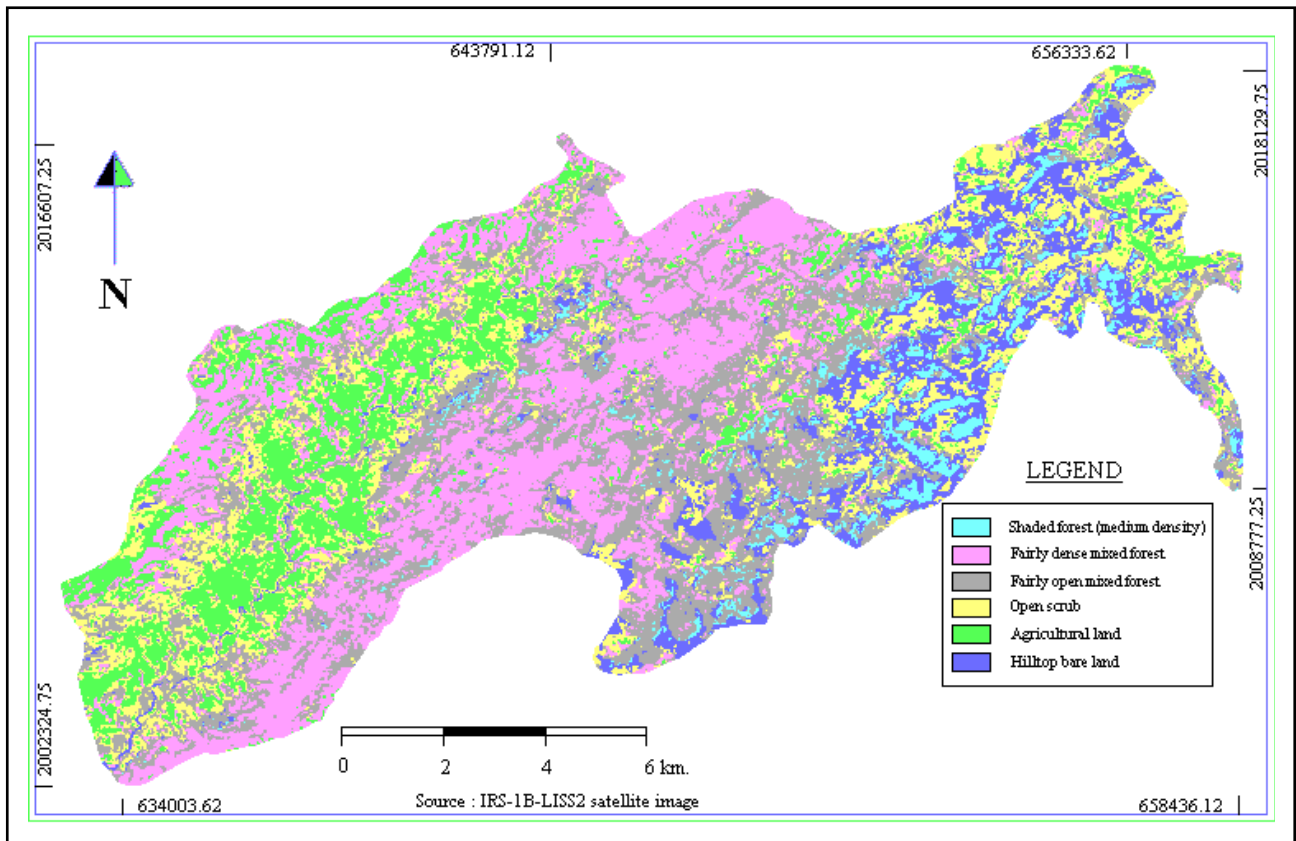 643791.12
656333.62
2016607.25
2018129.75
N
LEGEND
Shaded forest (medium density)
Fairly dense mixed forest
Fairly open mixed forest
Open scrub
Agricultural land
Hilltop bare land
2008777.25
2002324.75
0 2 4 6 km.
634003.62
Source : IRS-1B-LISS2 satellite image
658436.12